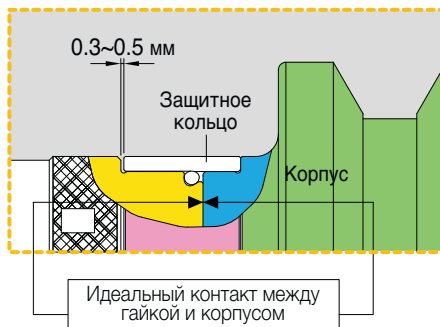 0.3~0.5 мм
Защитное
кольцо
Корпус
Идеальный контакт между
гайкой и корпусом